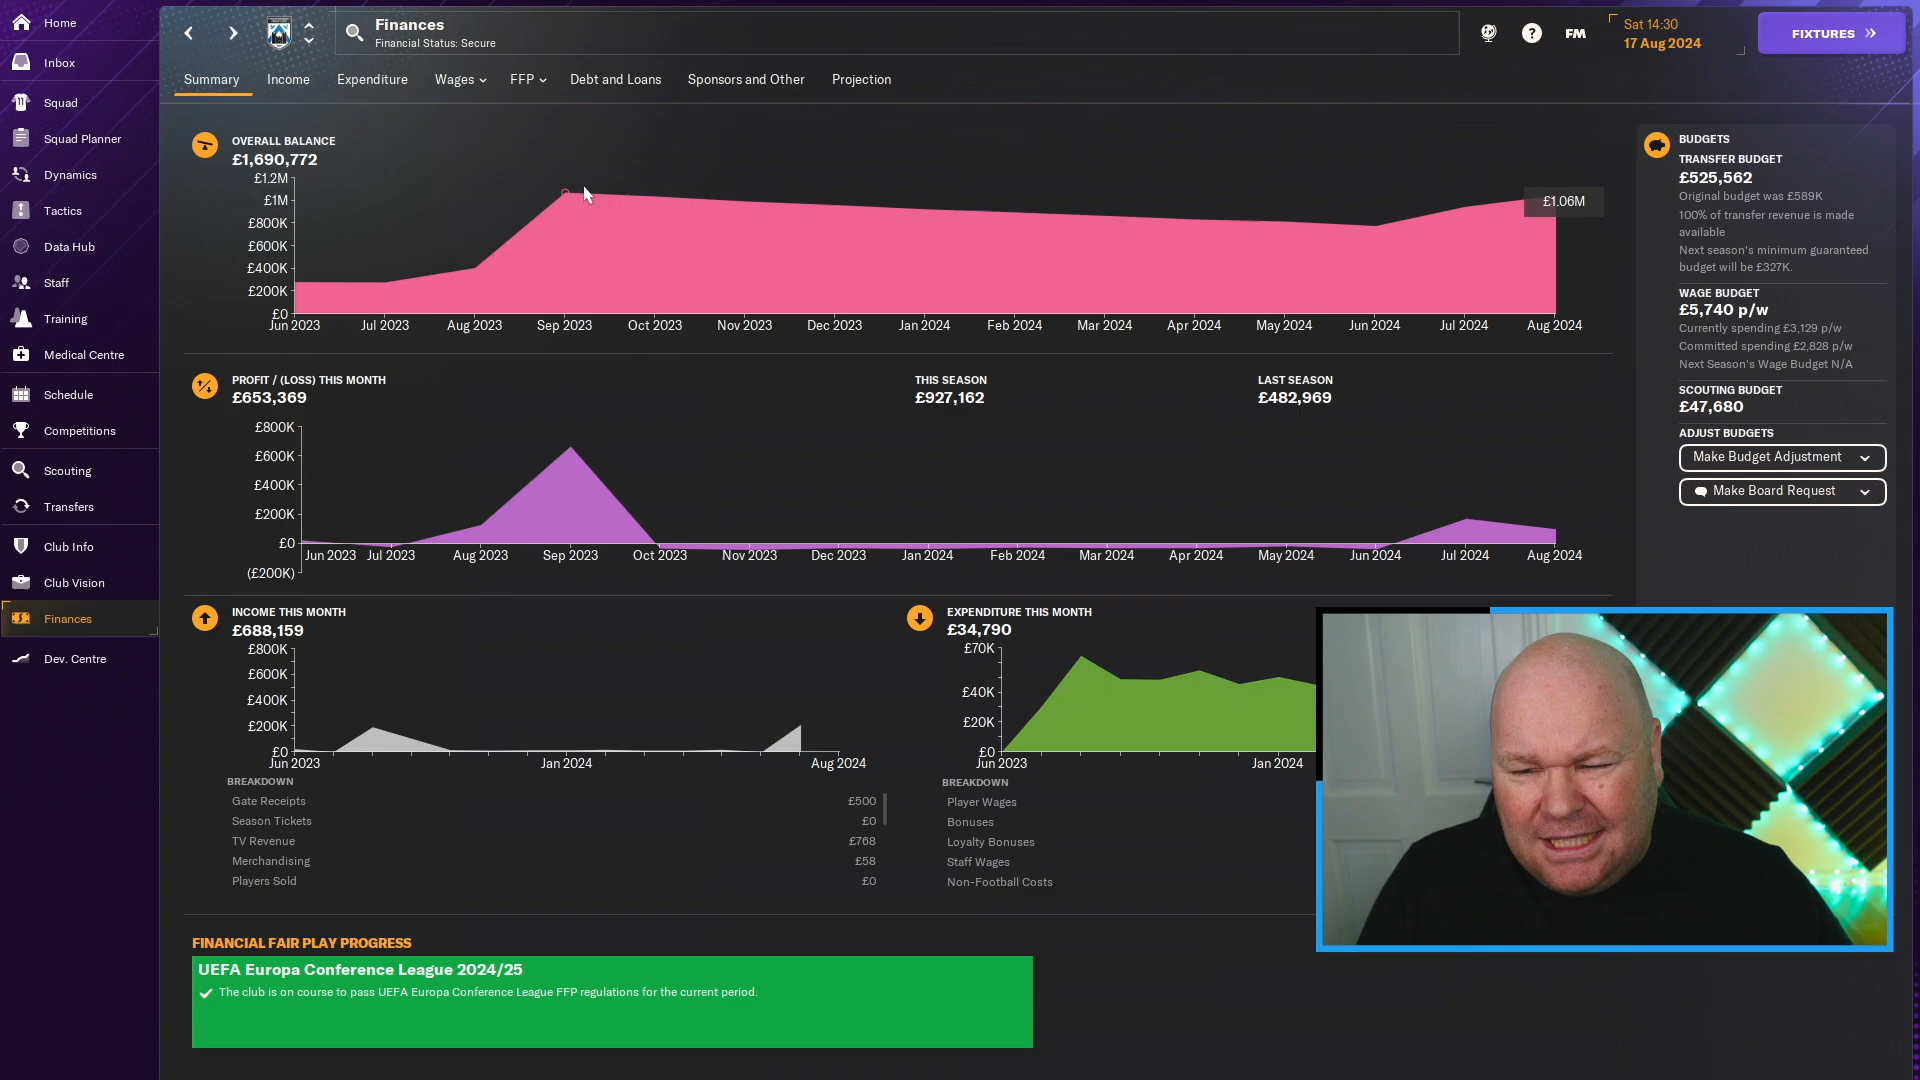 Home
Inbox
Squad
Squad Planner
Dynamics
Tactics
Data Hub
Staff
Training
Medical Centre
Schedule
Competitions
Scouting
Transfers
Club Info
Club Vision
Finances
Dev. Centre
Finances
Financial Status: Secure
?
FM
Sat 14:30
17 Aug 2024
FIXTURES
Summary Income Expenditure Wages FFP Debt and Loans Sponsors and Other Projection
OVERALL BALANCE
£1,690,772
£1.2M
£1M
£800K
£600K
£400K
£200K
£0
£1.06M
Jun 2023 Jul 2023 Aug 2023 Sep 2023 Oct 2023 Nov 2023 Dec 2023 Jan 2024 Feb 2024 Mar 2024 Apr 2024 May 2024 Jun 2024 Jul 2024 Aug 2024
PROFIT / (LOSS) THIS MONTH
£653,369
THIS SEASON
£927,162
LAST SEASON
£482,969
£800K
£600K
£400K
£200K
£0
(£200K)
Jun 2023 Jul 2023 Aug 2023 Sep 2023 Oct 2023 Nov 2023 Dec 2023 Jan 2024 Feb 2024 Mar 2024 Apr 2024 May 2024 Jun 2024 Jul 2024 Aug 2024
INCOME THIS MONTH
£688,159
£800K
£600K
£400K
£200K
£0
Jun 2023 Jan 2024 Aug 2024
BREAKDOWN
Gate Receipts £500
Season Tickets £0
TV Revenue £768
Merchandising £58
Players Sold £0
EXPENDITURE THIS MONTH
£34,790
£70K
£40K
£20K
£0
Jun 2023 Jan 2024
BREAKDOWN
Player Wages
Bonuses
Loyalty Bonuses
Staff Wages
Non-Football Costs
FINANCIAL FAIR PLAY PROGRESS
UEFA Europa Conference League 2024/25
The club is on course to pass UEFA Europa Conference League FFP regulations for the current period.
BUDGETS
TRANSFER BUDGET
£525,562
Original budget was £589K
100% of transfer revenue is made
available
Next season's minimum guaranteed
budget will be £327K.
WAGE BUDGET
£5,740 p/w
Currently spending £3,129 p/w
Committed spending £2,828 p/w
Next Season's Wage Budget N/A
SCOUTING BUDGET
£47,680
ADJUST BUDGETS
Make Budget Adjustment
Make Board Request